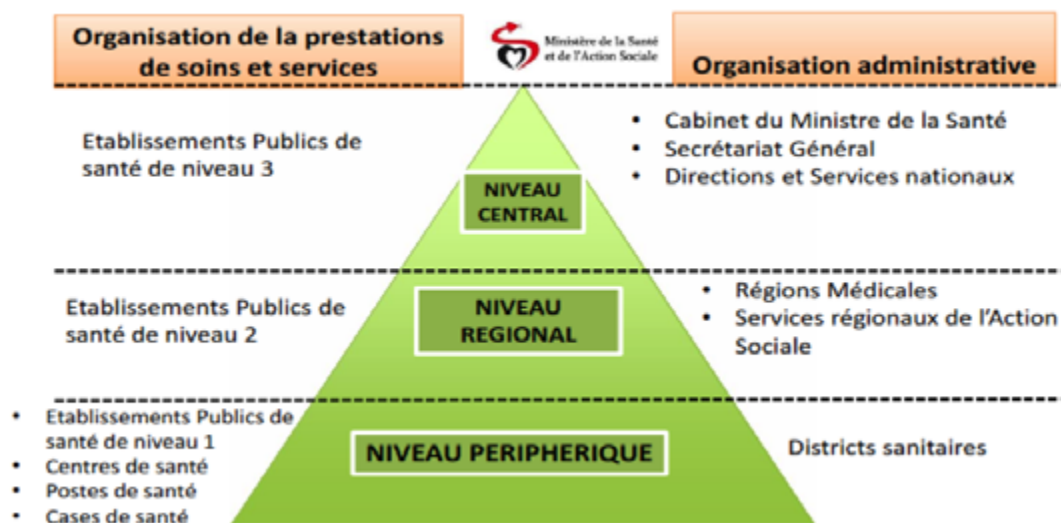 Organisation de la prestations
de soins et services
Ministère de la Santé
et de l'Action Sociale
Organisation administrative
Etablissements Publics de
santé de niveau 3
NIVEAU
CENTRAL
• Cabinet du Ministre de la Santé
• Secrétariat Général
• Directions et Services nationaux
Etablissements Publics de
santé de niveau 2
NIVEAU
REGIONAL
• Régions Médicales
• Services régionaux de l'Action
Sociale
• Etablissements Publics de
santé de niveau 1
• Centres de santé
• Postes de santé
• Cases de santé
NIVEAU PERIPHERIQUE
Districts sanitaires